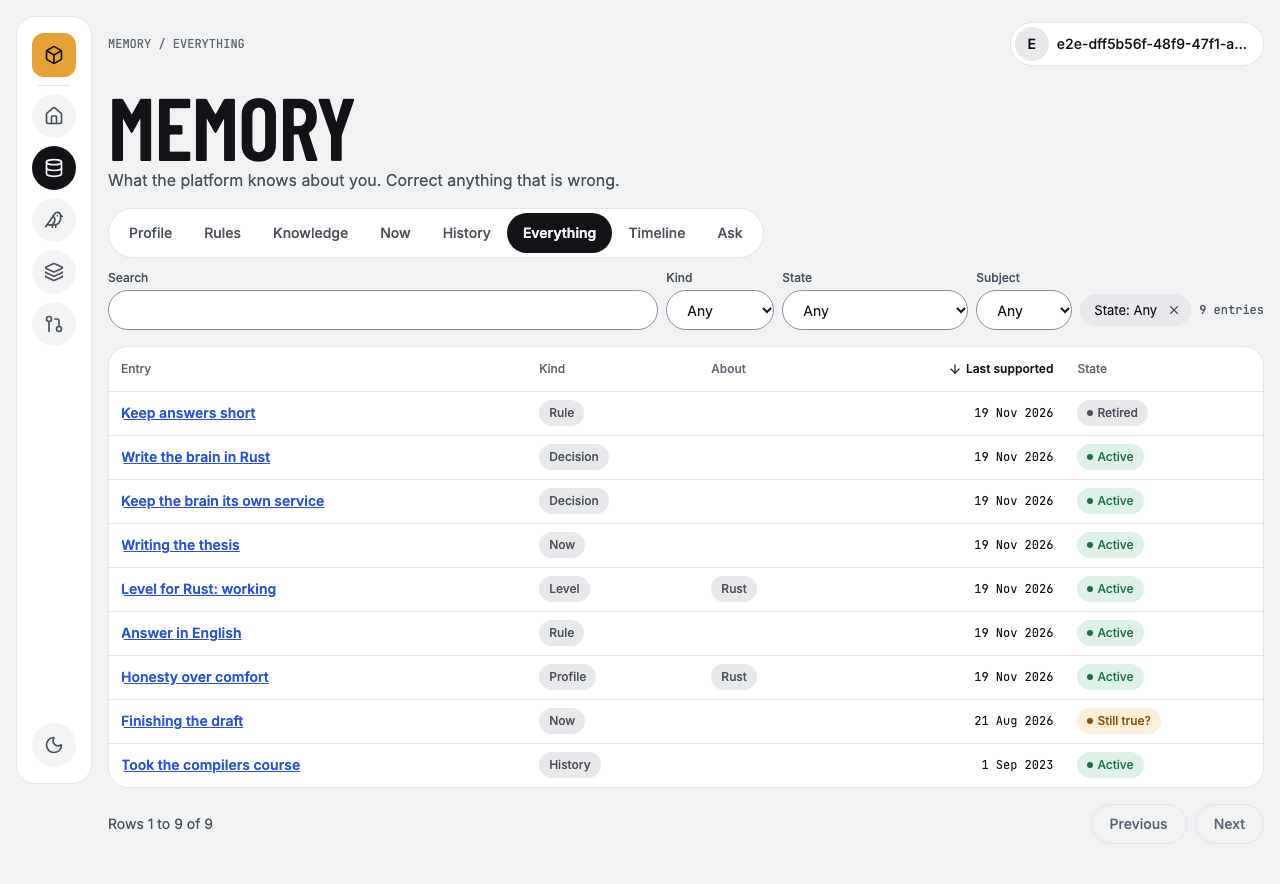 MEMORY / EVERYTHING
E e2e-dff5b56f-48f9-47f1-a...
MEMORY
What the platform knows about you. Correct anything that is wrong.
Profile Rules Knowledge Now History Everything Timeline Ask
Search Kind State Subject
Any Any Any State: Any 9 entries
Entry Kind About Last supported State
Keep answers short Rule 19 Nov 2026 Retired
Write the brain in Rust Decision 19 Nov 2026 Active
Keep the brain its own service Decision 19 Nov 2026 Active
Writing the thesis Now 19 Nov 2026 Active
Level for Rust: working Level Rust 19 Nov 2026 Active
Answer in English Rule 19 Nov 2026 Active
Honesty over comfort Profile Rust 19 Nov 2026 Active
Finishing the draft Now 21 Aug 2026 Still true?
Took the compilers course History 1 Sep 2023 Active
Rows 1 to 9 of 9 Previous Next